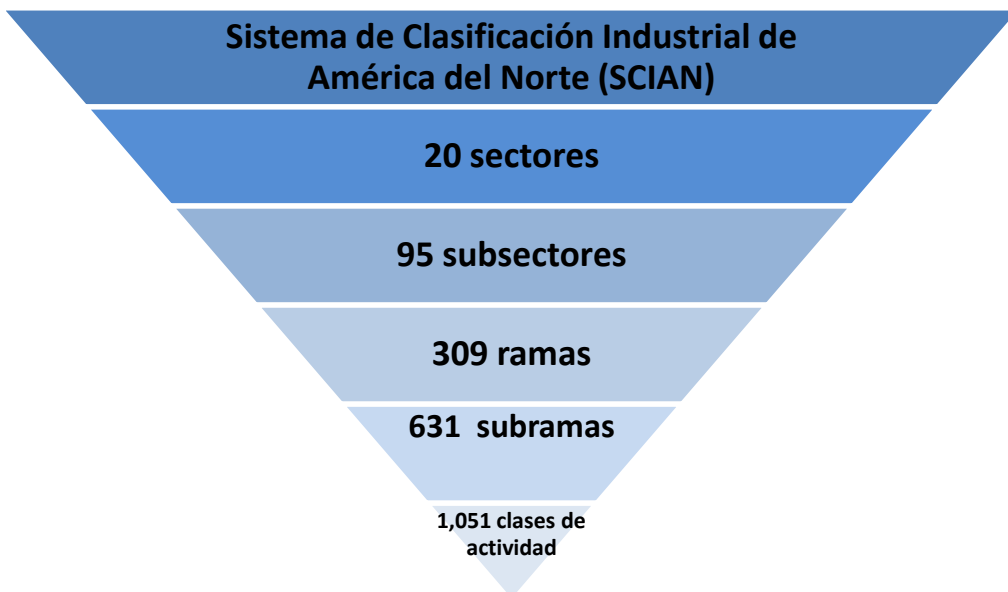 Sistema de Clasificación Industrial de
América del Norte (SCIAN)
20 sectores
95 subsectores
309 ramas
631 subramas
1,051 clases de
actividad